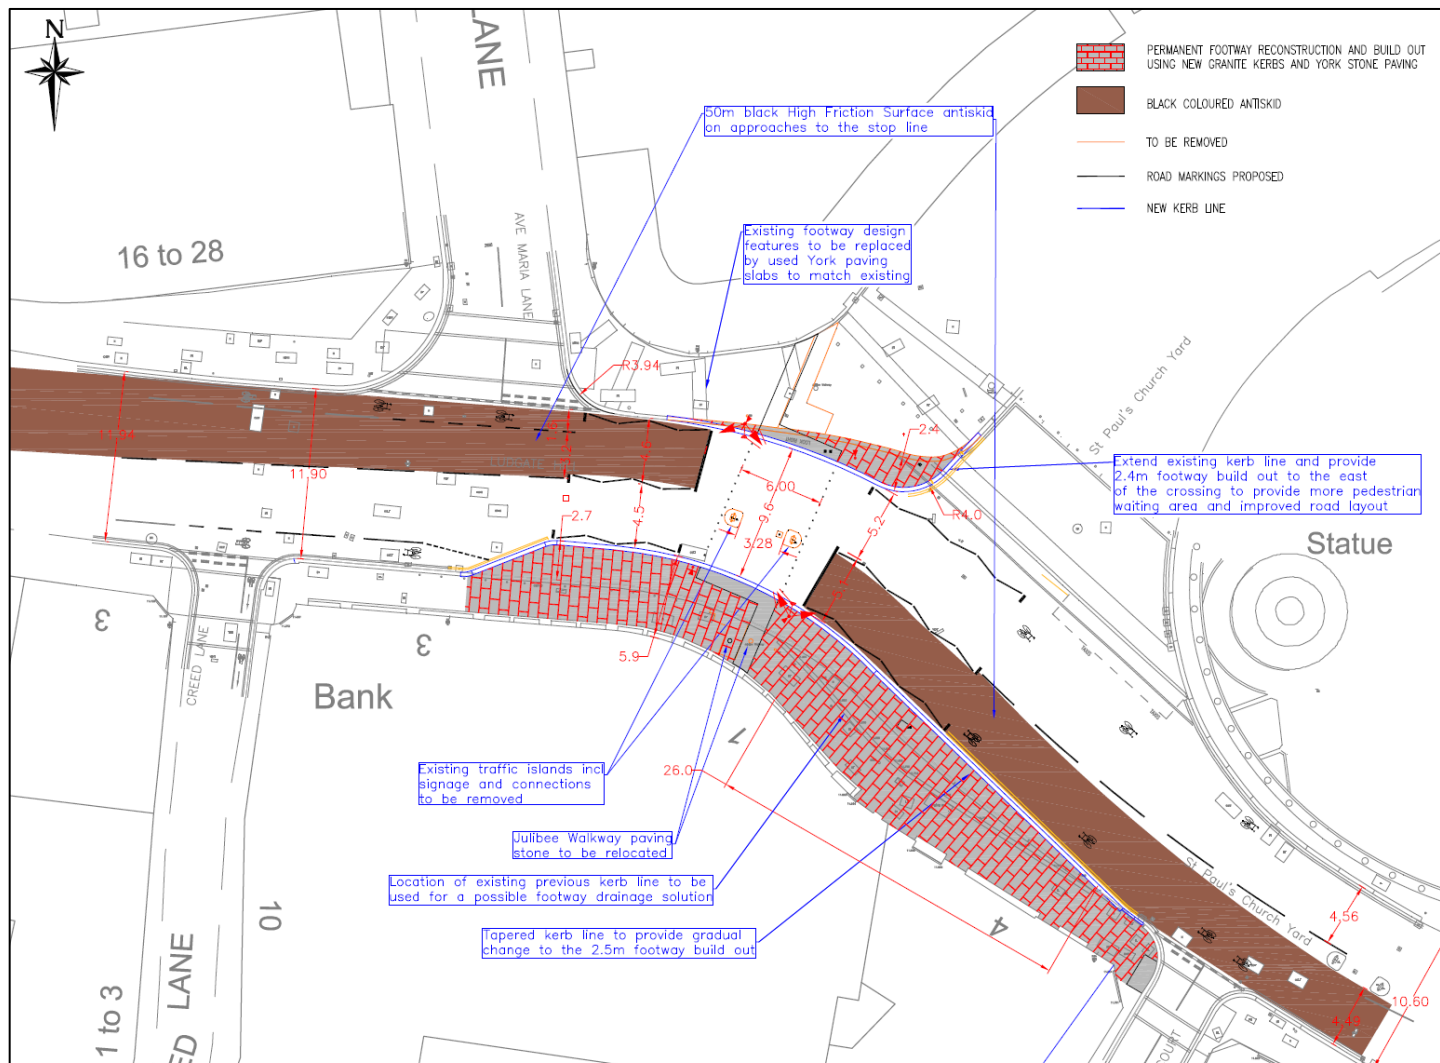 N
LANE
PERMANENT FOOTWAY RECONSTRUCTION AND BUILD OUT
USING NEW GRANITE KERBS AND YORK STONE PAVING
BLACK COLOURED ANTISKID
TO BE REMOVED
ROAD MARKINGS PROPOSED
NEW KERB LINE
50m black High Friction Surface antiskid
on approaches to the stop line
16 to 28
AVE MARIA LANE
Existing footway design
features to be replaced
by used York paving
slabs to match existing
St Paul's Church Yard
R3.94
11.94
11.90
2.4
6.00
9.6
4.5
2.7
3.28
5.2
R4.0
Extend existing kerb line and provide
2.4m footway build out to the east
of the crossing to provide more pedestrian
waiting area and improved road layout
Statue
3
3
CREED LANE
5.9
Bank
7
26.0
Existing traffic islands incl
signage and connections
to be removed
Julibee Walkway paving
stone to be relocated
Location of existing previous kerb line to be
used for a possible footway drainage solution
Tapered kerb line to provide gradual
change to the 2.5m footway build out
4
10
St Paul's Church Yard
4.56
4.49
10.60
1 to 3
ED LANE
COURT